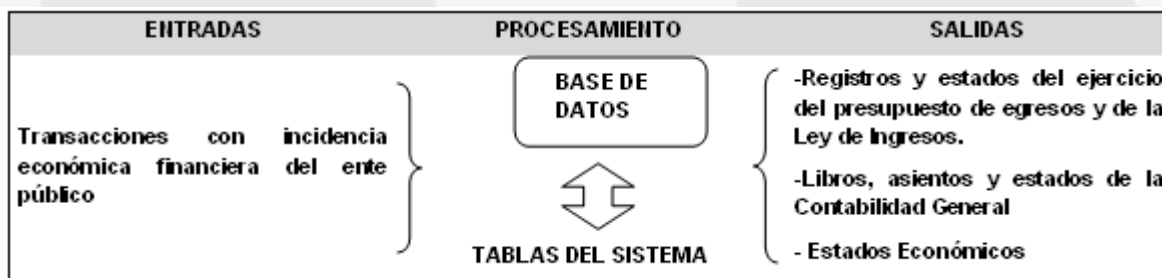 ENTRADAS PROCESAMIENTO SALIDAS
Transacciones con incidencia
económica financiera del ente
público
BASE DE
DATOS
TABLAS DEL SISTEMA
-Registros y estados del ejercicio
del presupuesto de egresos y de la
Ley de Ingresos.
-Libros, asientos y estados de la
Contabilidad General
- Estados Económicos